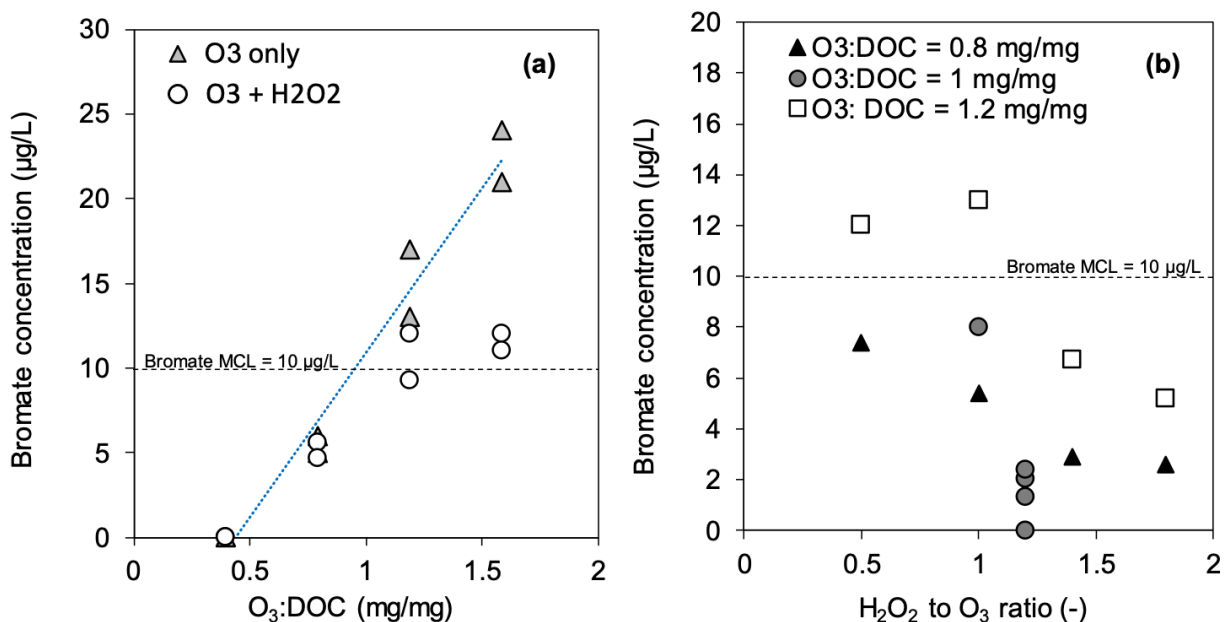 30
25
20
15
10
5
0
Bromate concentration (µg/L)
O3 only
O3 + H2O2
(a)
Bromate MCL = 10 µg/L
0 0.5 1 1.5 2
O₃:DOC (mg/mg)
20
18
16
14
12
10
8
6
4
2
0
Bromate concentration (µg/L)
O3:DOC = 0.8 mg/mg
O3:DOC = 1 mg/mg
O3: DOC = 1.2 mg/mg
(b)
Bromate MCL = 10 µg/L
0 0.5 1 1.5 2
H₂O₂ to O₃ ratio (-)